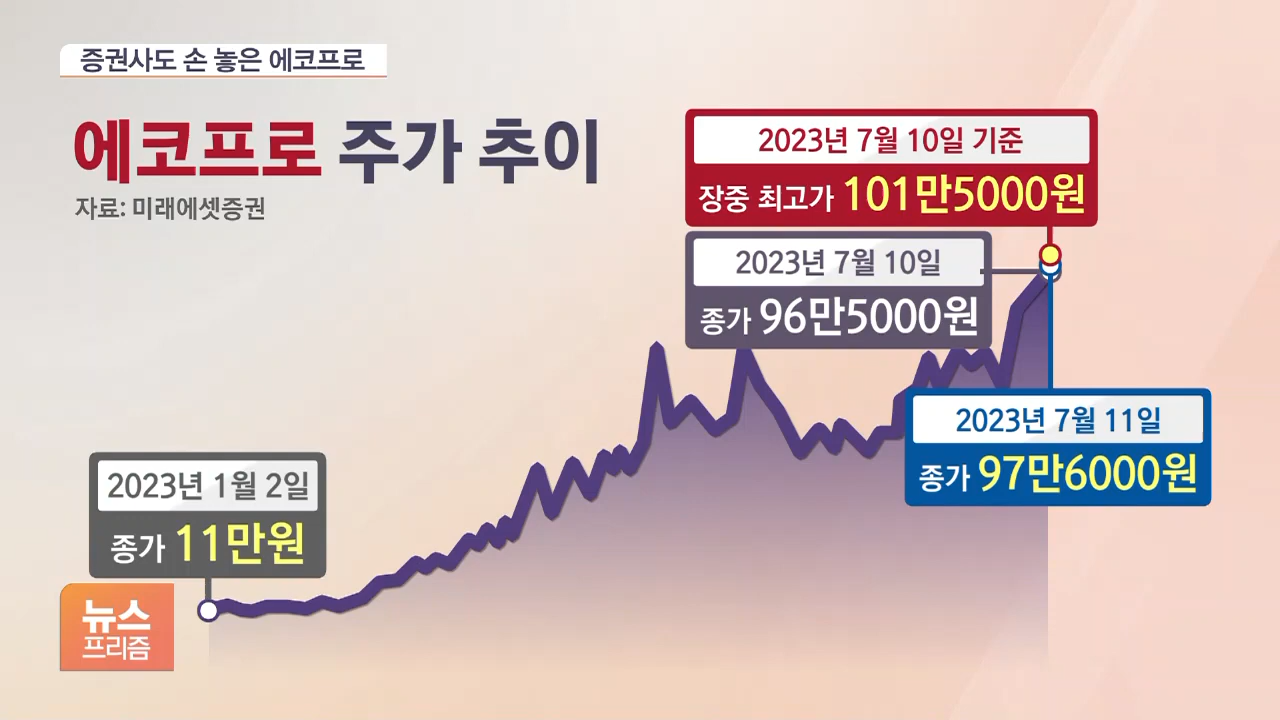 증권사도 손 놓은 에코프로
에코프로 주가 추이
자료: 미래에셋증권
2023년 7월 10일 기준
장중 최고가 101만5000원
2023년 7월 10일
종가 96만5000원
2023년 7월 11일
종가 97만6000원
2023년 1월 2일
종가 11만원
뉴스
프리즘